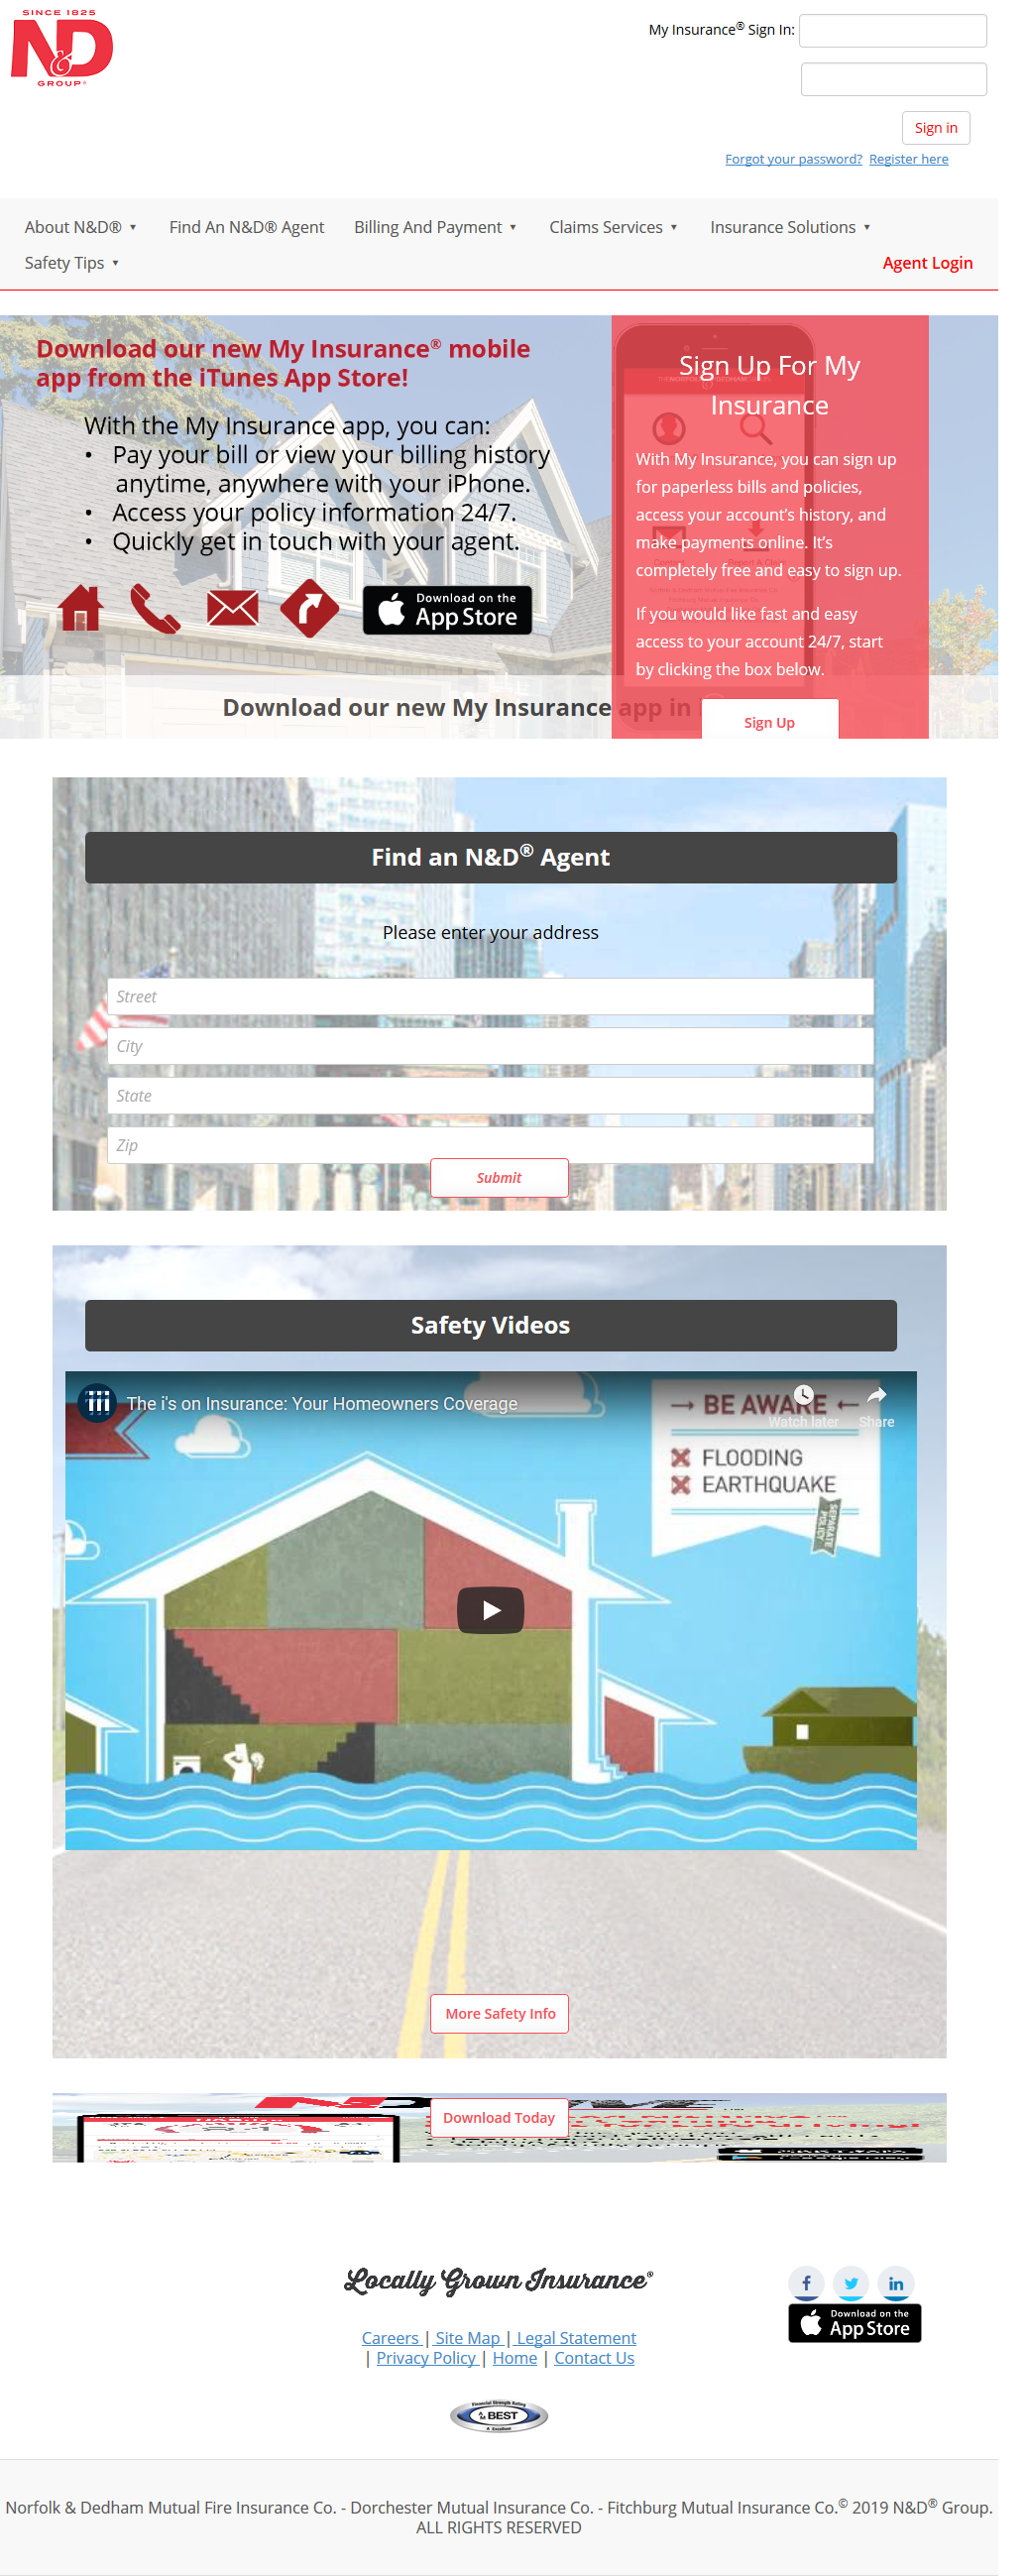 SINCE 1825
N&D
GROUP®
My Insurance® Sign In:
Sign in
Forgot your password? Register here
About N&D® ▼ Find An N&D® Agent Billing And Payment ▼ Claims Services ▼ Insurance Solutions ▼
Safety Tips ▼ Agent Login
Download our new My Insurance® mobile
app from the iTunes App Store!
With the My Insurance app, you can:
• Pay your bill or view your billing history
anytime, anywhere with your iPhone.
• Access your policy information 24/7.
• Quickly get in touch with your agent.
Download on the
App Store
Download our new My Insurance app in
Sign Up For My
Insurance
With My Insurance, you can sign up
for paperless bills and policies,
access your account's history, and
make payments online. It's
completely free and easy to sign up.
If you would like fast and easy
access to your account 24/7, start
by clicking the box below.
Sign Up
Find an N&D® Agent
Please enter your address
Street
City
State
Zip
Submit
Safety Videos
The i's on Insurance: Your Homeowners Coverage
Watch later Share
BE AWARE
FLOODING
EARTHQUAKE
SEPARATE
POLICY
More Safety Info
Download Today
Locally Grown Insurance®
Download on the
App Store
Careers | Site Map | Legal Statement
| Privacy Policy | Home | Contact Us
Financial Strength Rating
BEST
A Excellent
Norfolk & Dedham Mutual Fire Insurance Co. - Dorchester Mutual Insurance Co. - Fitchburg Mutual Insurance Co.© 2019 N&D® Group.
ALL RIGHTS RESERVED